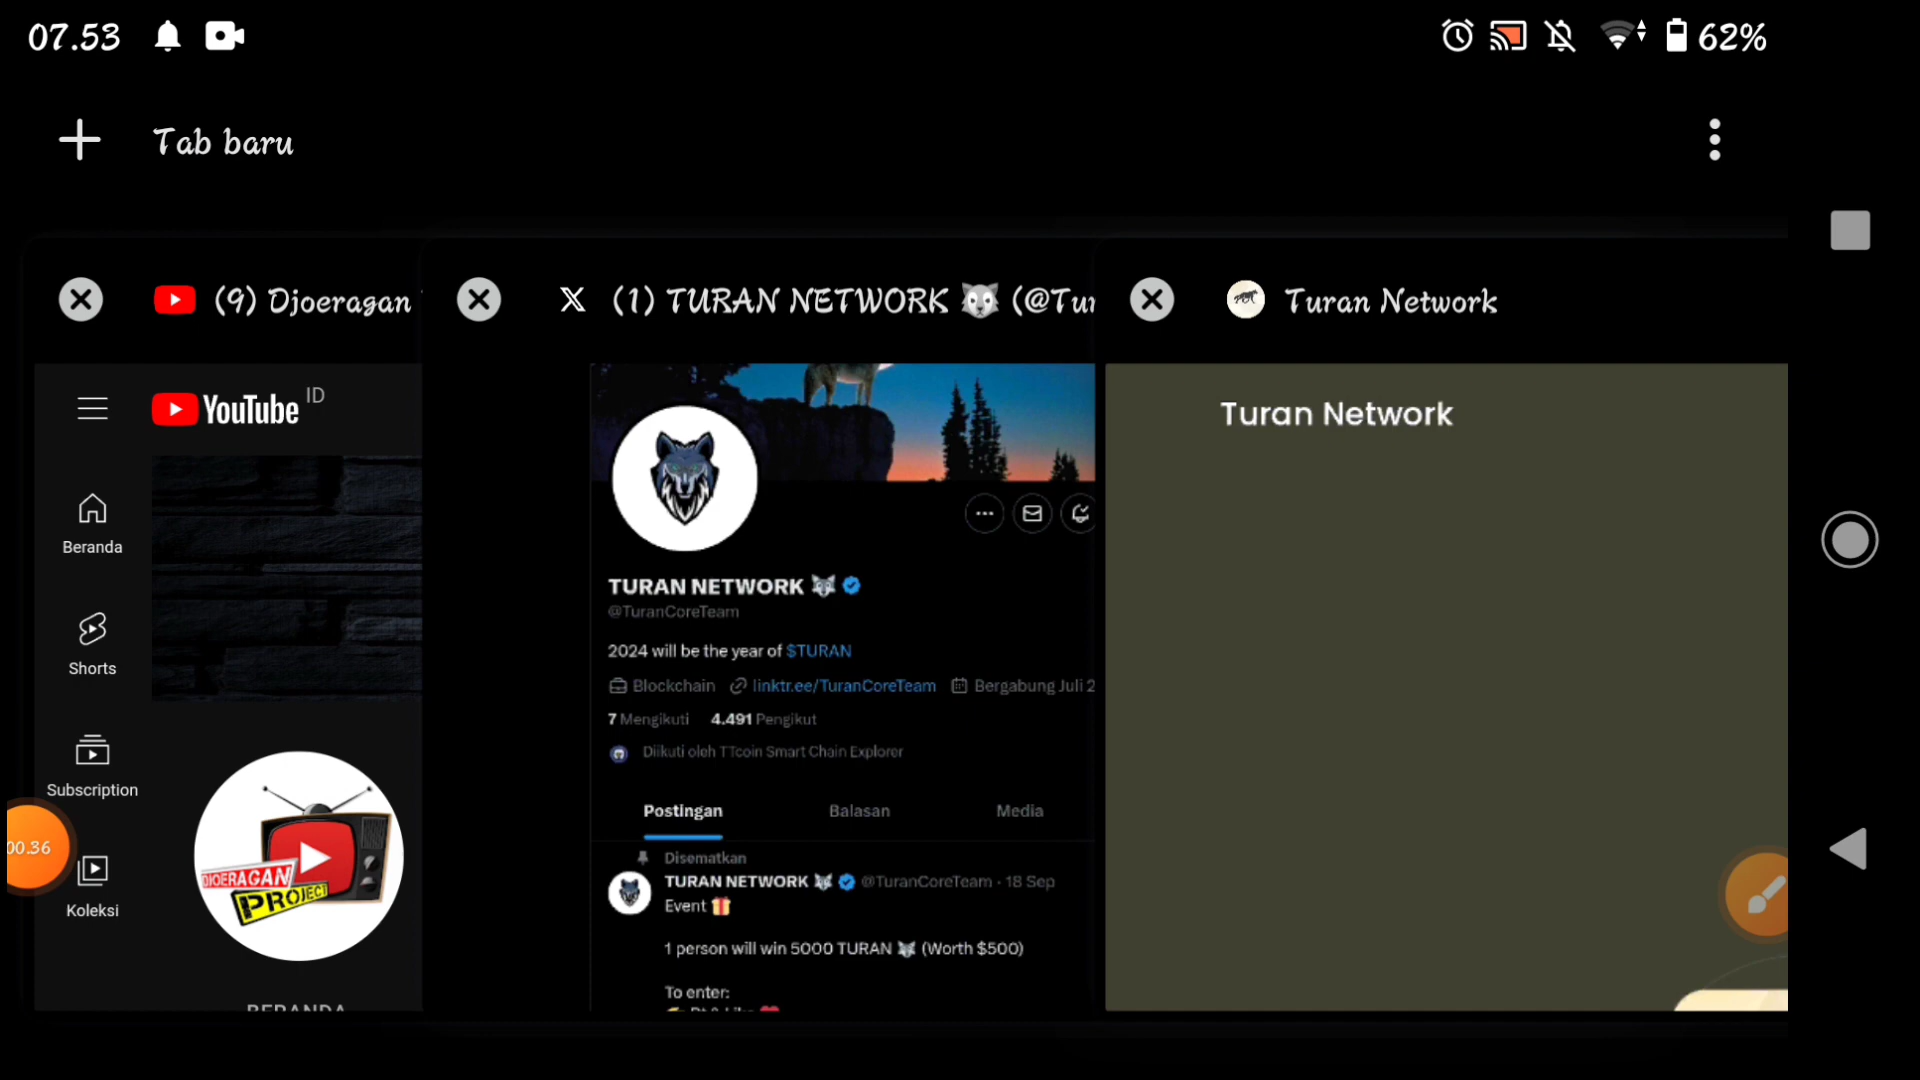 07.53
62%
Tab baru
(9) Djoeragan
(1) TURAN NETWORK 🐺 (@Tur
Turan Network
YouTube ID
Beranda
Shorts
Subscription
00.36
Koleksi
DJOERAGAN
PROJECT
BERANDA
TURAN NETWORK 🐺
@TuranCoreTeam
2024 will be the year of $TURAN
Blockchain linktr.ee/TuranCoreTeam Bergabung Juli 2
7 Mengikuti 4.491 Pengikut
Diikuti oleh TTcoin Smart Chain Explorer
Postingan Balasan Media
Disematkan
TURAN NETWORK 🐺 @TuranCoreTeam · 18 Sep
Event 🎁
1 person will win 5000 TURAN 🐺 (Worth $500)
To enter:
Turan Network